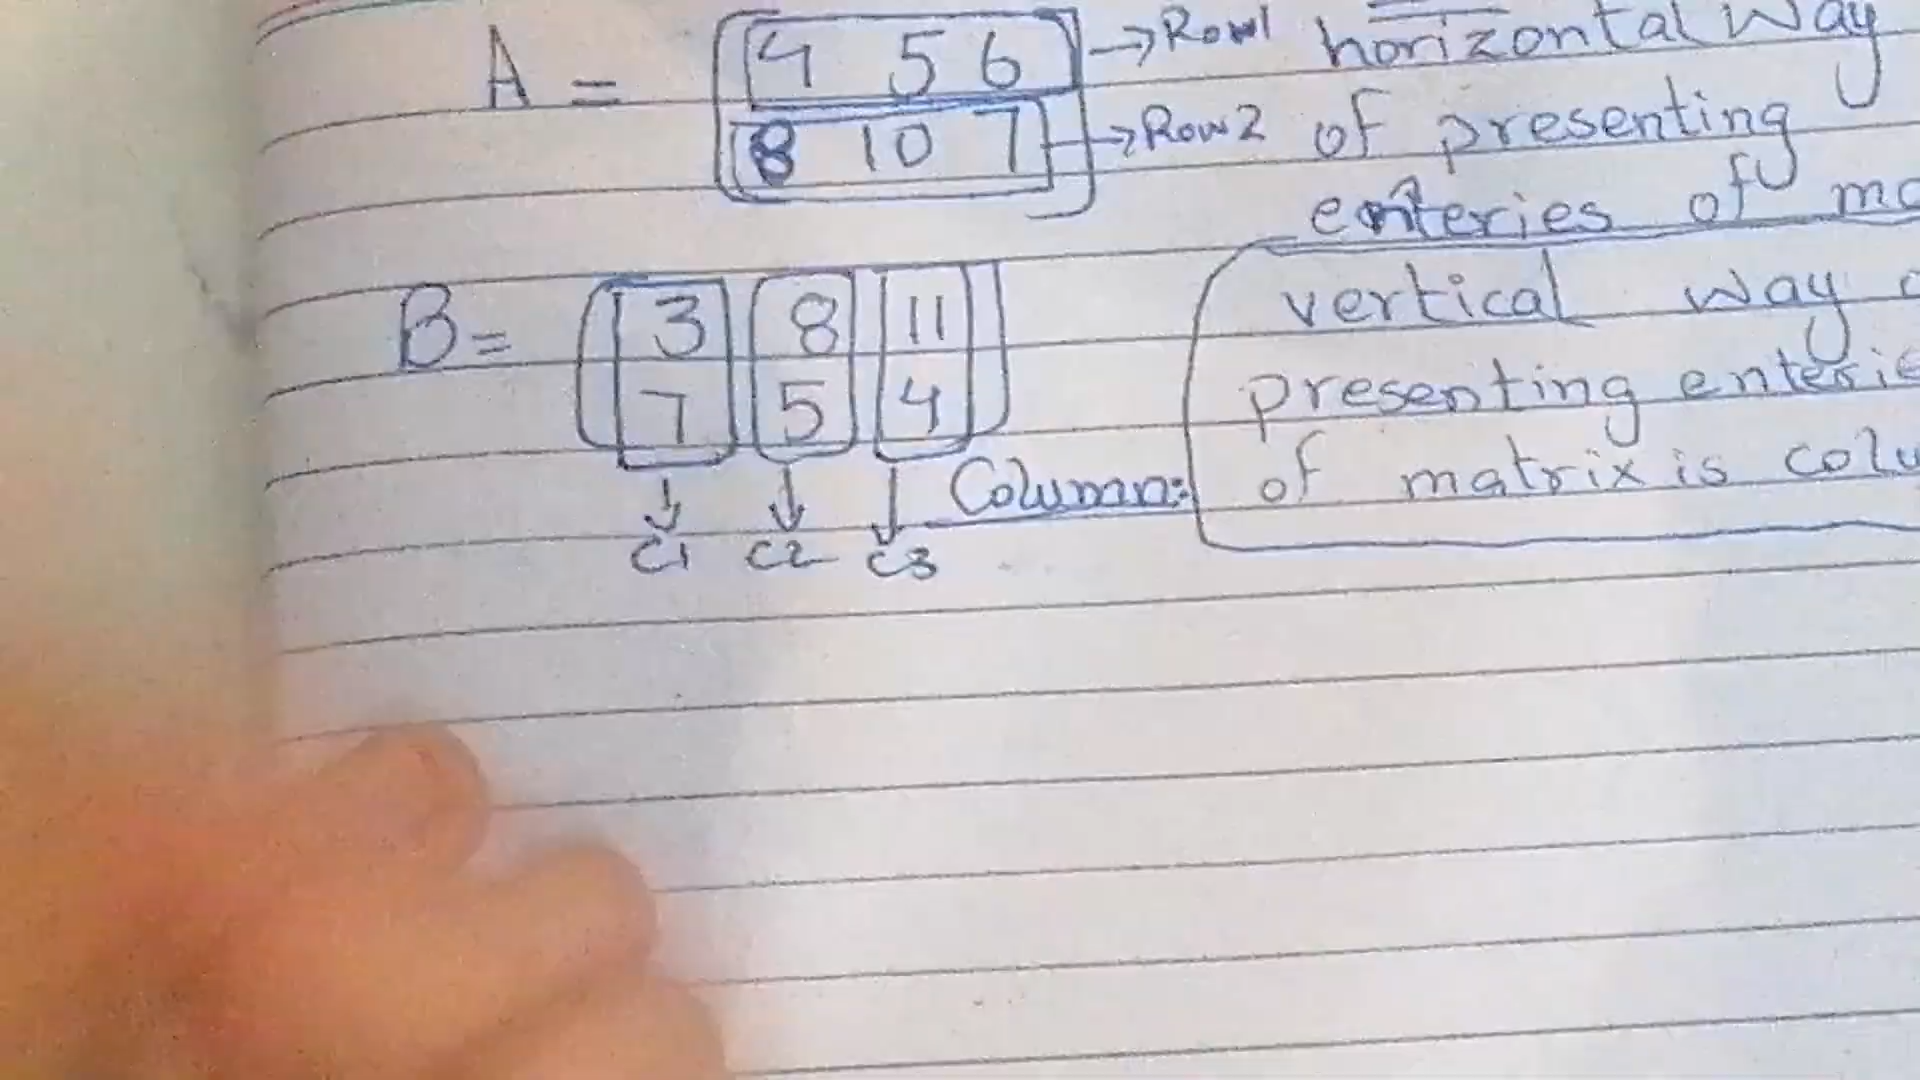 A = 4 5 6 →Row1 horizontal way
8 10 7 →Row2 of presenting
enteries of
B= 3 8 11 vertical way
7 5 4 presenting
Column: of matrix is
C1 C2 C3